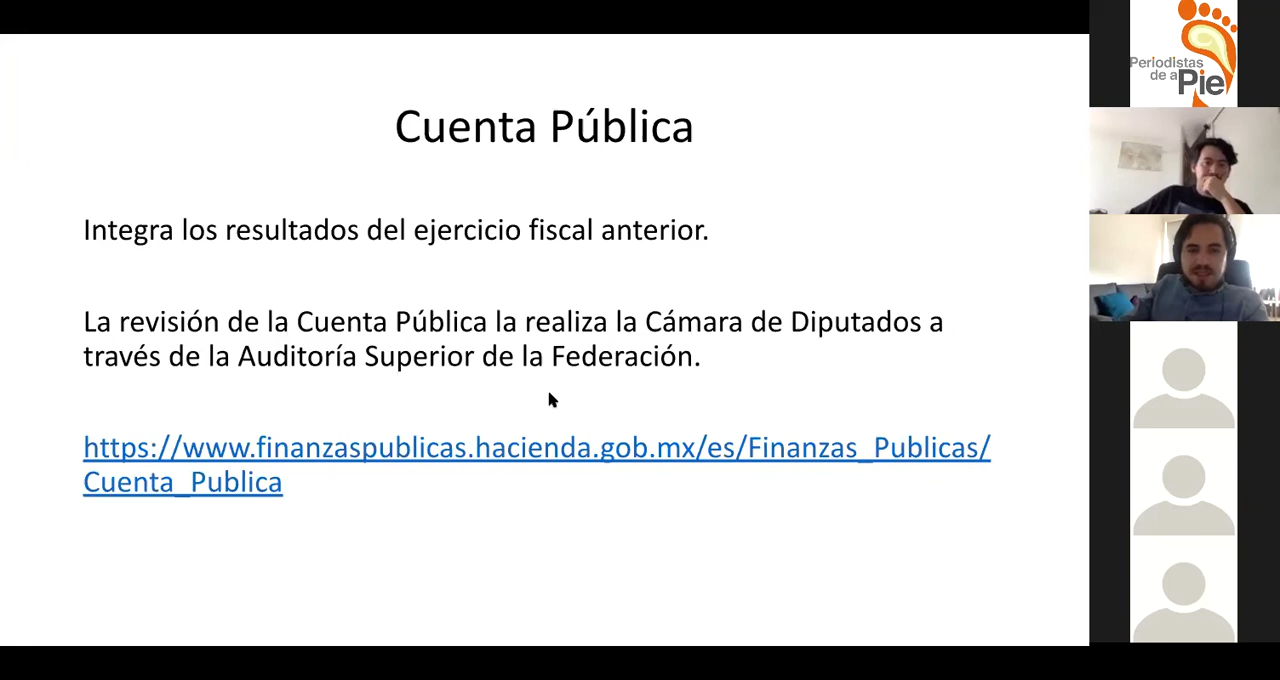 Cuenta Pública
Integra los resultados del ejercicio fiscal anterior.
La revisión de la Cuenta Pública la realiza la Cámara de Diputados a
través de la Auditoría Superior de la Federación.
https://www.finanzaspublicas.hacienda.gob.mx/es/Finanzas_Publicas/
Cuenta_Publica
Periodistas
de a Pie